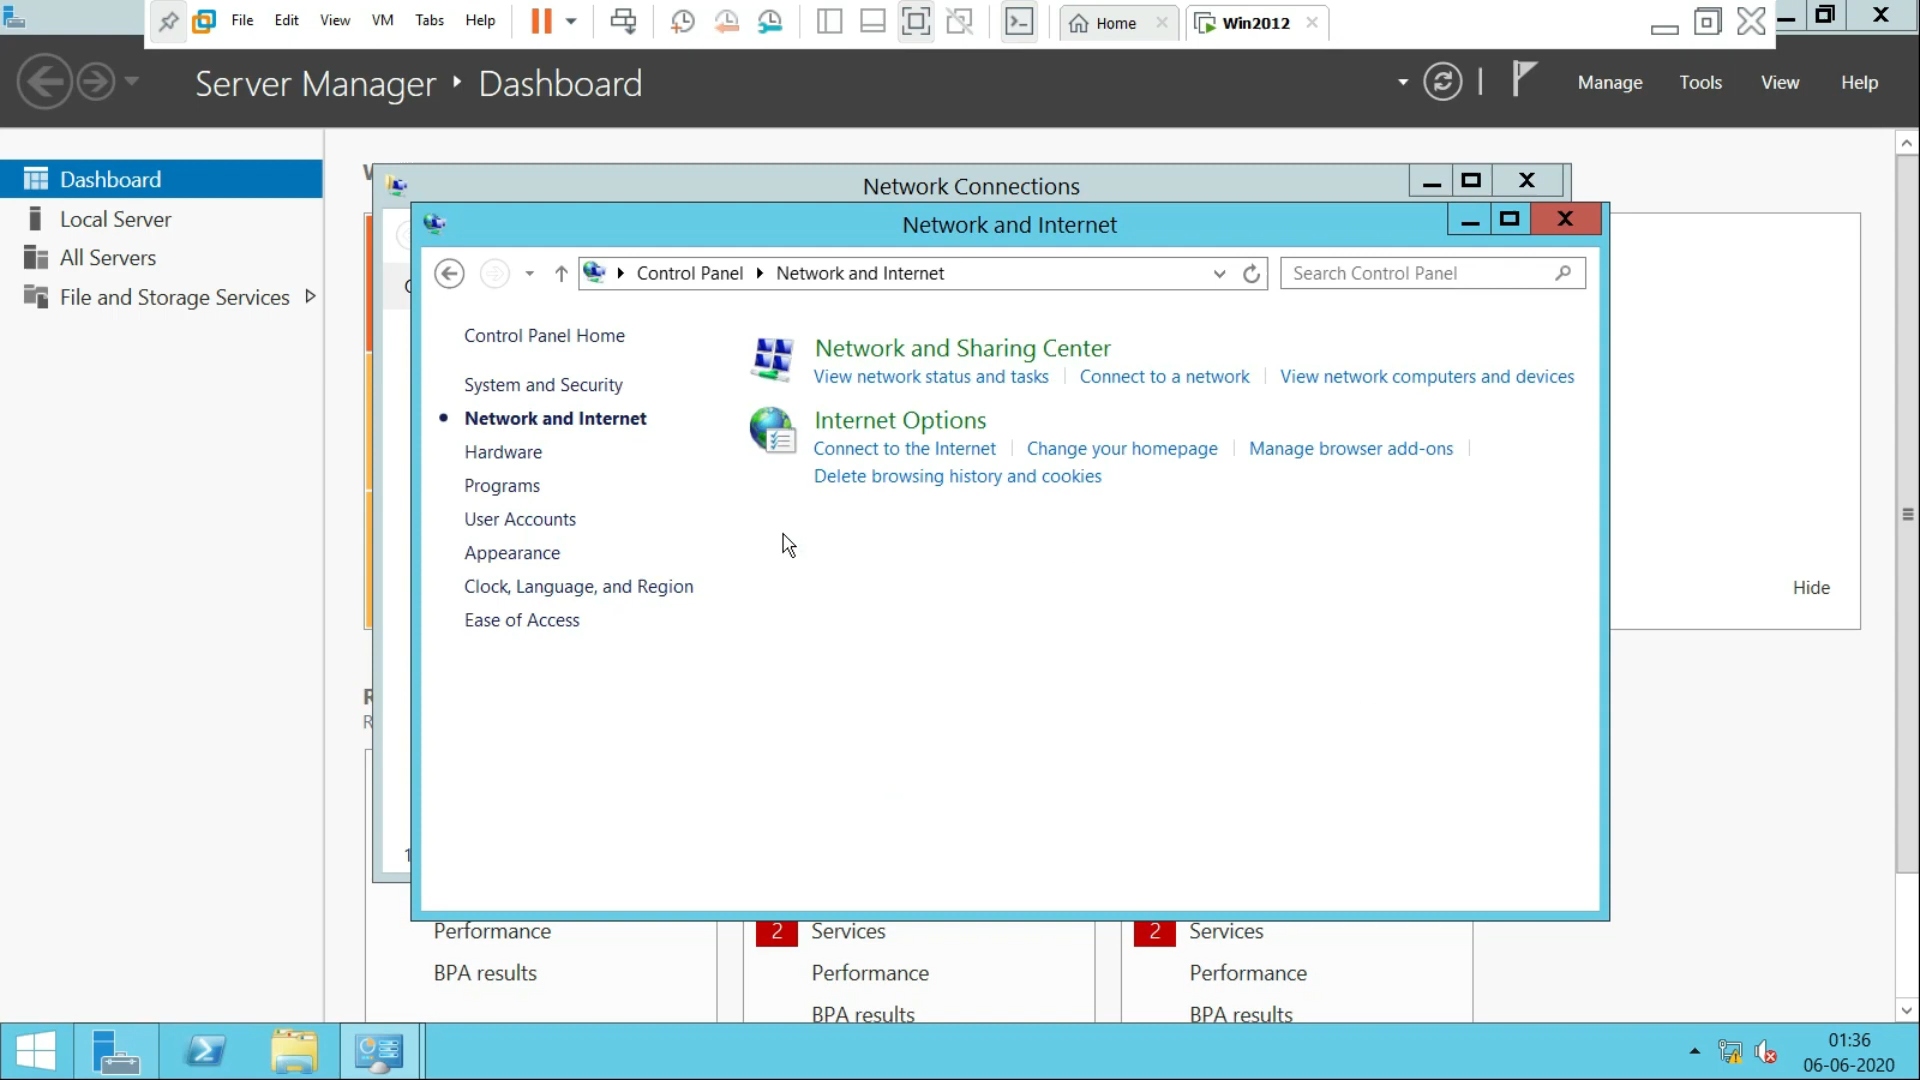 File Edit View VM Tabs Help
Home
Win2012
Server Manager ‣ Dashboard
Manage Tools View Help
Dashboard
Local Server
All Servers
File and Storage Services
Network Connections
Network and Internet
Control Panel ▸ Network and Internet
Search Control Panel
Control Panel Home
System and Security
Network and Internet
Hardware
Programs
User Accounts
Appearance
Clock, Language, and Region
Ease of Access
Network and Sharing Center
View network status and tasks
Connect to a network
View network computers and devices
Internet Options
Connect to the Internet
Change your homepage
Manage browser add-ons
Delete browsing history and cookies
Hide
Performance
BPA results
2 Services
Performance
BPA results
2 Services
Performance
BPA results
01:36
06-06-2020